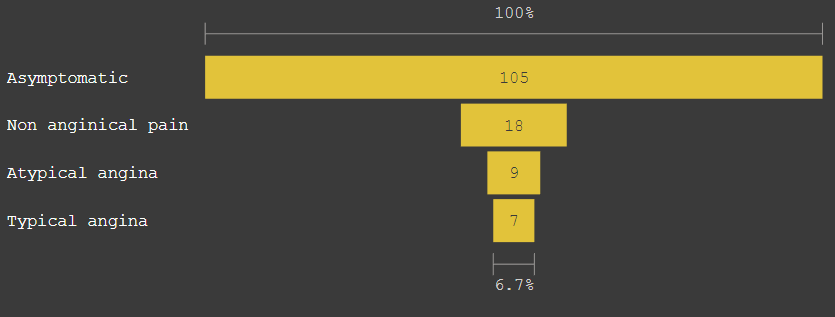 100%
Asymptomatic 105
Non anginical pain 18
Atypical angina 9
Typical angina 7
6.7%